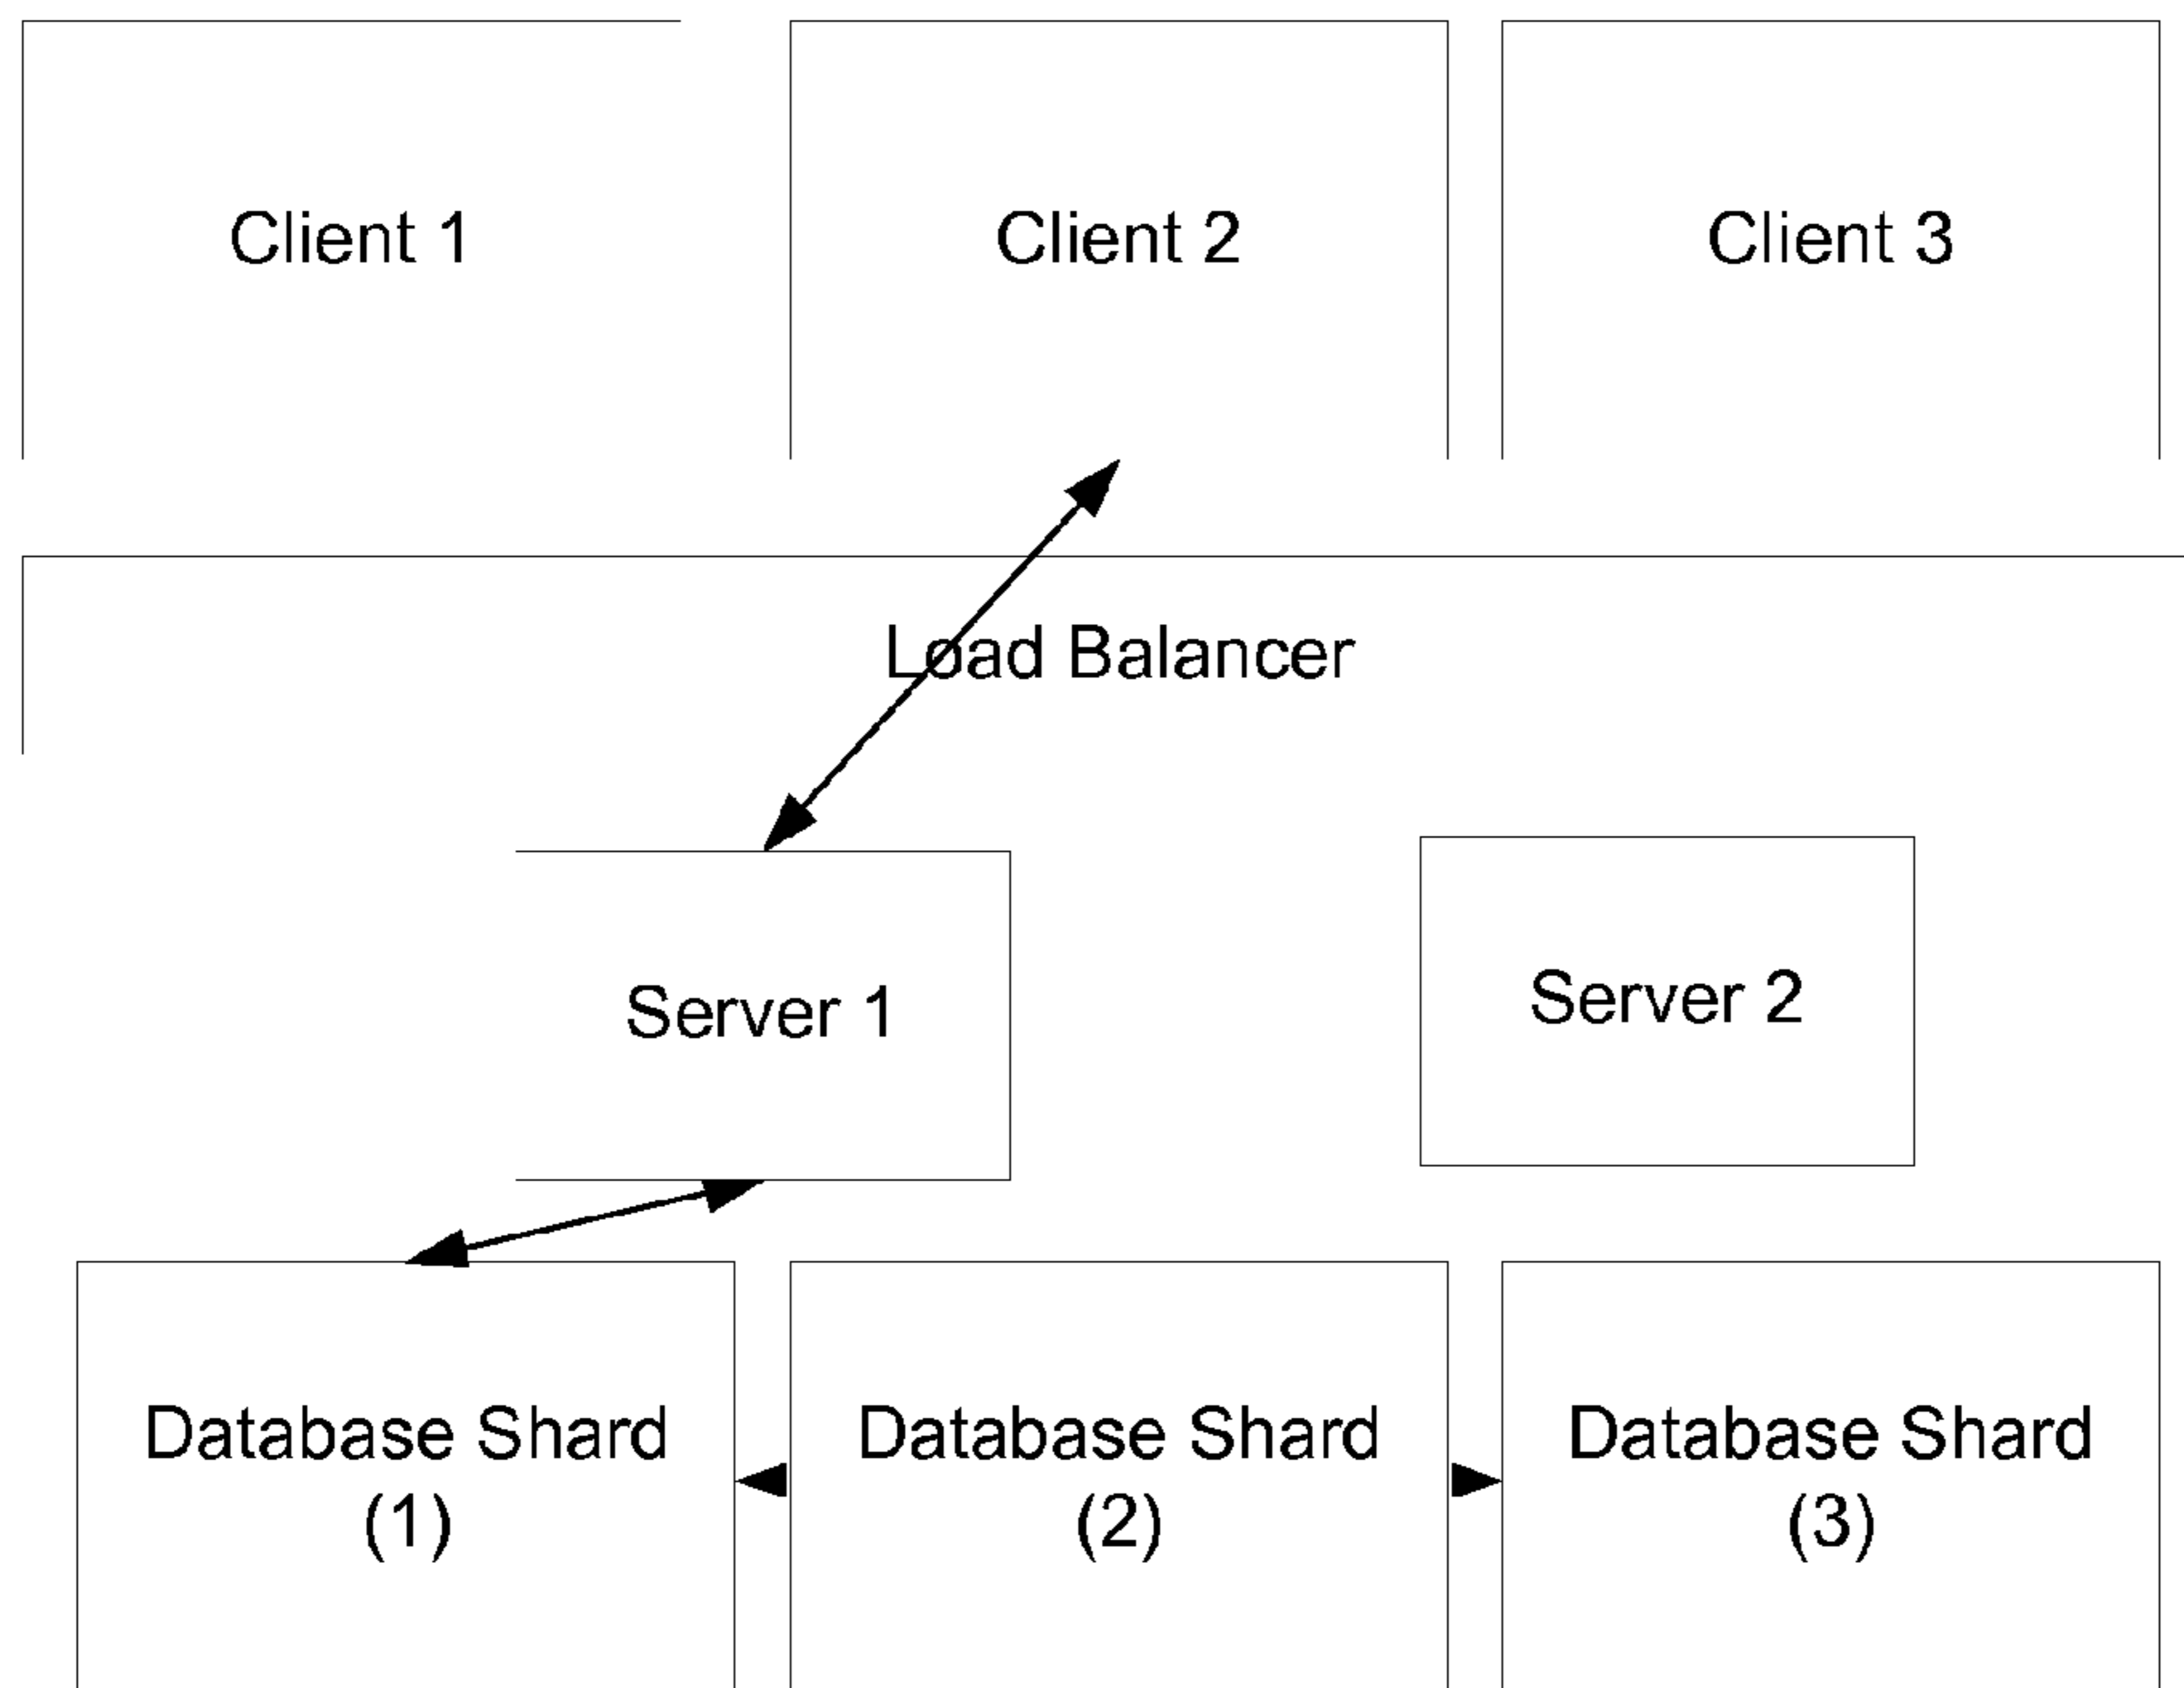 Client 1
Client 2
Client 3
Load Balancer
Server 1
Server 2
Database Shard
(1)
Database Shard
(2)
Database Shard
(3)